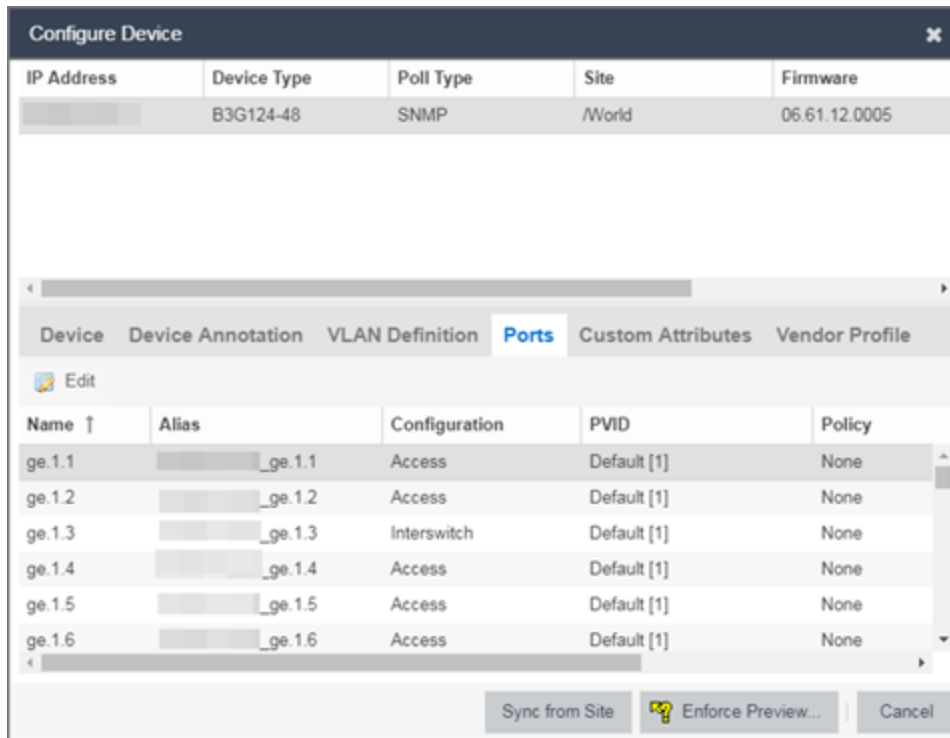 Configure Device
IP Address Device Type Poll Type Site Firmware
B3G124-48 SNMP /World 06.61.12.0005
Device Device Annotation VLAN Definition Ports Custom Attributes Vendor Profile
Edit
Name ↑ Alias Configuration PVID Policy
ge.1.1 _ge.1.1 Access Default [1] None
ge.1.2 _ge.1.2 Access Default [1] None
ge.1.3 _ge.1.3 Interswitch Default [1] None
ge.1.4 _ge.1.4 Access Default [1] None
ge.1.5 _ge.1.5 Access Default [1] None
ge.1.6 _ge.1.6 Access Default [1] None
Sync from Site Enforce Preview... Cancel